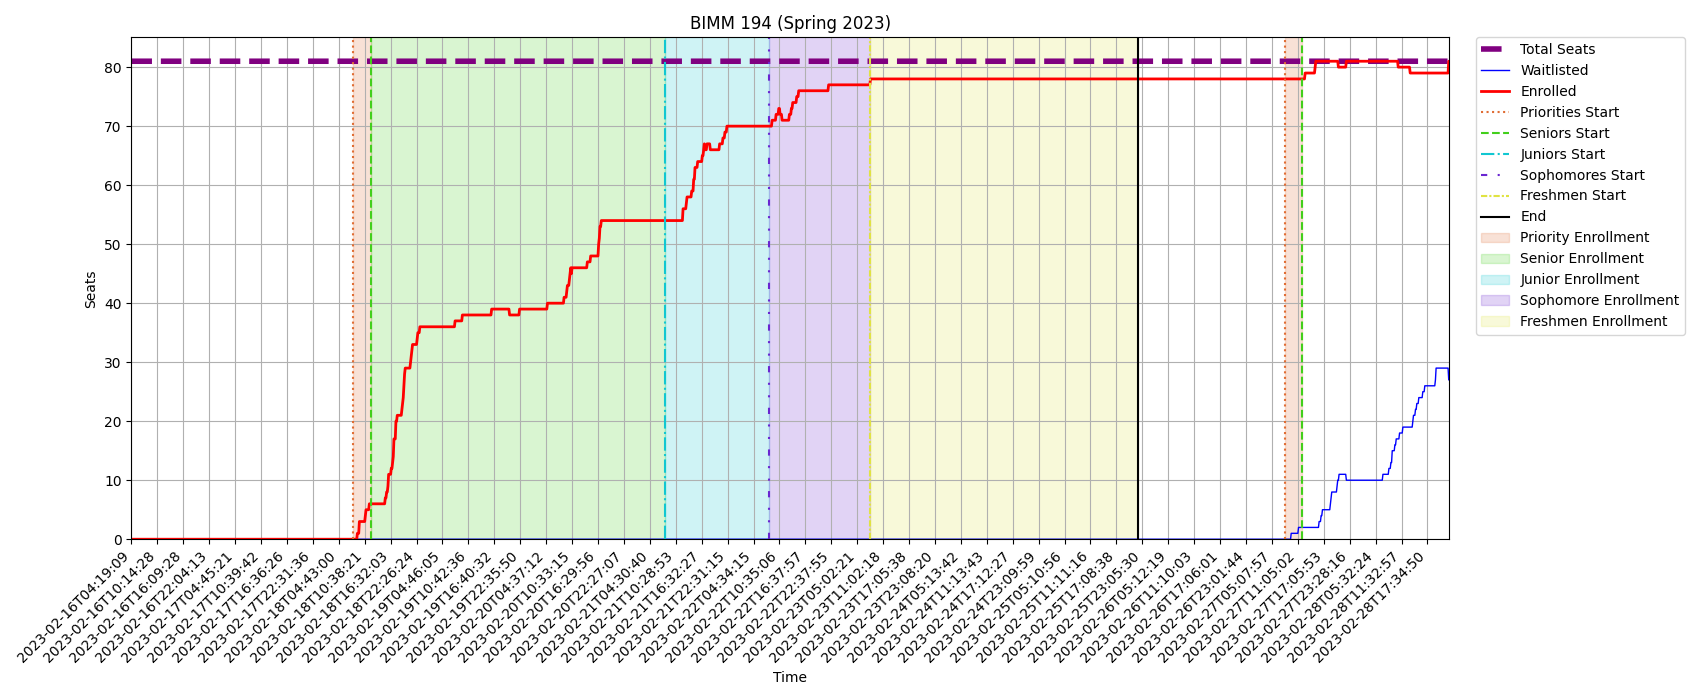 BIMM 194 (Spring 2023)
Total Seats
Waitlisted
Enrolled
Priorities Start
Seniors Start
Juniors Start
Sophomores Start
Freshmen Start
End
Priority Enrollment
Senior Enrollment
Junior Enrollment
Sophomore Enrollment
Freshmen Enrollment
Seats
80
70
60
50
40
30
20
10
0
2023-02-16T04:19:09
2023-02-16T10:14:28
2023-02-16T16:09:28
2023-02-16T22:04:13
2023-02-17T04:45:21
2023-02-17T10:39:42
2023-02-17T16:36:26
2023-02-17T22:31:36
2023-02-18T04:43:00
2023-02-18T10:38:21
2023-02-18T16:32:03
2023-02-18T22:26:24
2023-02-19T04:46:05
2023-02-19T10:42:36
2023-02-19T16:40:32
2023-02-19T22:35:50
2023-02-20T04:37:12
2023-02-20T10:33:15
2023-02-20T16:29:56
2023-02-20T22:27:07
2023-02-21T04:30:40
2023-02-21T10:28:53
2023-02-21T16:32:27
2023-02-21T22:31:15
2023-02-22T04:34:15
2023-02-22T10:35:06
2023-02-22T16:37:57
2023-02-22T22:37:55
2023-02-23T05:02:21
2023-02-23T11:02:18
2023-02-23T17:05:38
2023-02-23T23:08:20
2023-02-24T05:13:42
2023-02-24T11:13:43
2023-02-24T17:12:27
2023-02-24T23:09:59
2023-02-25T05:10:56
2023-02-25T11:11:16
2023-02-25T17:08:38
2023-02-25T23:05:30
2023-02-26T05:12:19
2023-02-26T11:10:03
2023-02-26T17:06:01
2023-02-26T23:01:44
2023-02-27T05:07:57
2023-02-27T11:05:02
2023-02-27T17:05:53
2023-02-27T23:28:16
2023-02-28T05:32:24
2023-02-28T11:32:57
2023-02-28T17:34:50
Time